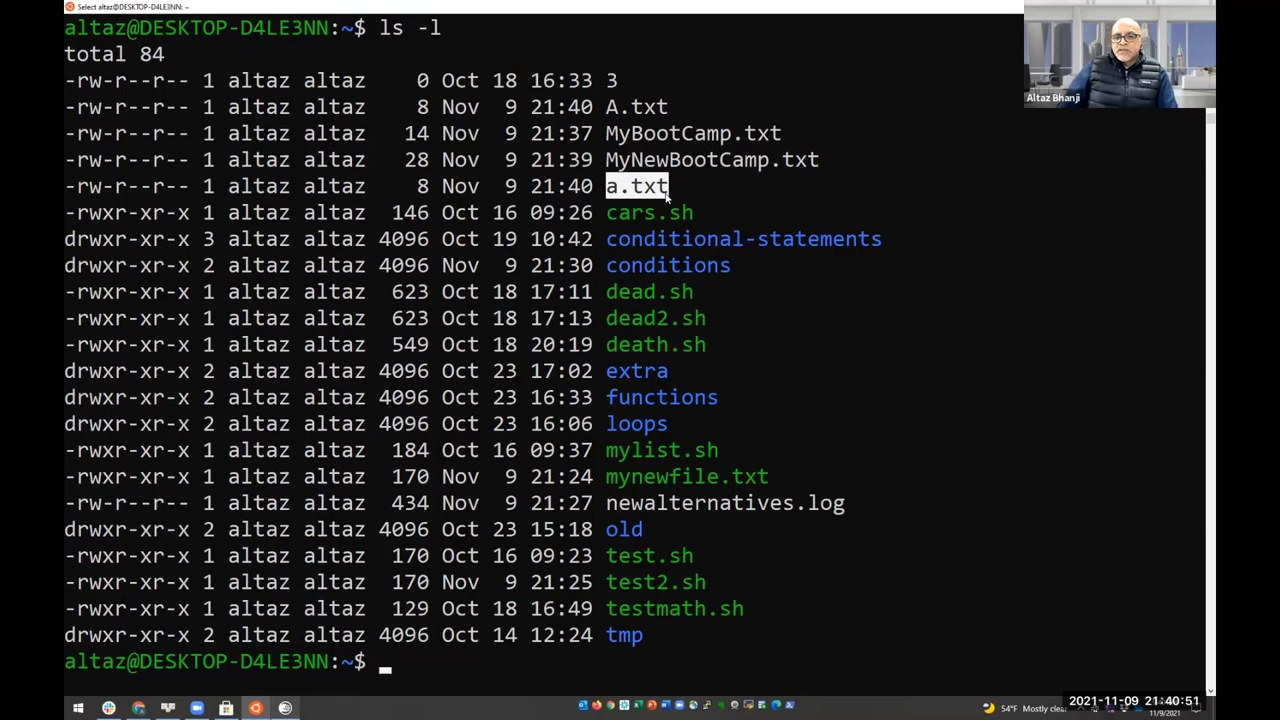 Select altaz@DESKTOP-D4LE3NN: ~
altaz@DESKTOP-D4LE3NN:~$ ls -l
total 84
-rw-r--r-- 1 altaz altaz    0 Oct 18 16:33 3
-rw-r--r-- 1 altaz altaz    8 Nov  9 21:40 A.txt
-rw-r--r-- 1 altaz altaz   14 Nov  9 21:37 MyBootCamp.txt
-rw-r--r-- 1 altaz altaz   28 Nov  9 21:39 MyNewBootCamp.txt
-rw-r--r-- 1 altaz altaz    8 Nov  9 21:40 a.txt
-rwxr-xr-x 1 altaz altaz  146 Oct 16 09:26 cars.sh
drwxr-xr-x 3 altaz altaz 4096 Oct 19 10:42 conditional-statements
drwxr-xr-x 2 altaz altaz 4096 Nov  9 21:30 conditions
-rwxr-xr-x 1 altaz altaz  623 Oct 18 17:11 dead.sh
-rwxr-xr-x 1 altaz altaz  623 Oct 18 17:13 dead2.sh
-rwxr-xr-x 1 altaz altaz  549 Oct 18 20:19 death.sh
drwxr-xr-x 2 altaz altaz 4096 Oct 23 17:02 extra
drwxr-xr-x 2 altaz altaz 4096 Oct 23 16:33 functions
drwxr-xr-x 2 altaz altaz 4096 Oct 23 16:06 loops
-rwxr-xr-x 1 altaz altaz  184 Oct 16 09:37 mylist.sh
-rwxr-xr-x 1 altaz altaz  170 Nov  9 21:24 mynewfile.txt
-rw-r--r-- 1 altaz altaz  434 Nov  9 21:27 newalternatives.log
drwxr-xr-x 2 altaz altaz 4096 Oct 23 15:18 old
-rwxr-xr-x 1 altaz altaz  170 Oct 16 09:23 test.sh
-rwxr-xr-x 1 altaz altaz  170 Nov  9 21:25 test2.sh
-rwxr-xr-x 1 altaz altaz  129 Oct 18 16:49 testmath.sh
drwxr-xr-x 2 altaz altaz 4096 Oct 14 12:24 tmp
altaz@DESKTOP-D4LE3NN:~$
Altaz Bhanji
54°F Mostly clear
2021-11-09 21:40:51
11/9/2021